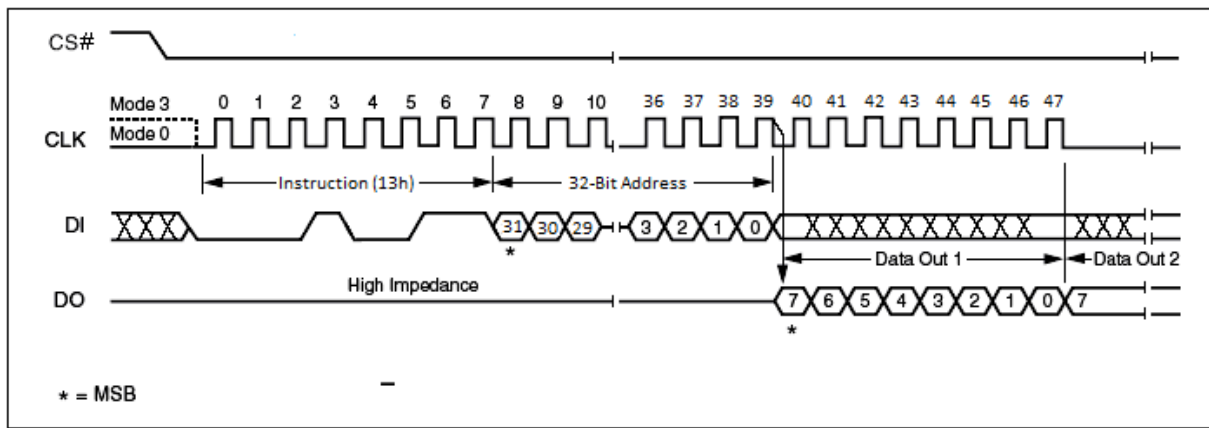 CS#
Mode 3 0 1 2 3 4 5 6 7 8 9 10 36 37 38 39 40 41 42 43 44 45 46 47
CLK Mode 0
Instruction (13h) 32-Bit Address
DI 31 30 29 3 2 1 0
* Data Out 1 Data Out 2
High Impedance
DO 7 6 5 4 3 2 1 0 7
*
* = MSB